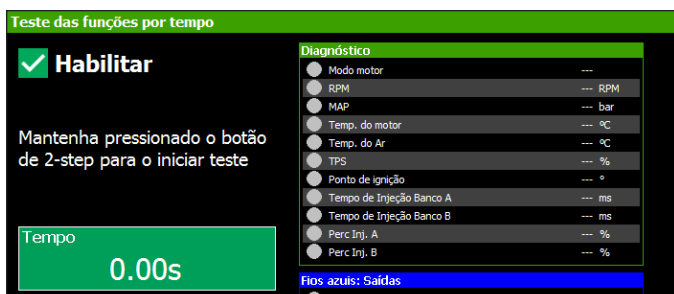 Teste das funções por tempo
Habilitar
Mantenha pressionado o botão
de 2-step para o iniciar teste
Tempo
0.00s
Diagnóstico
Modo motor ---
RPM --- RPM
MAP --- bar
Temp. do motor --- ºC
Temp. do Ar --- ºC
TPS --- %
Ponto de ignição --- º
Tempo de Injeção Banco A --- ms
Tempo de Injeção Banco B --- ms
Perc Inj. A --- %
Perc Inj. B --- %
Fios azuis: Saídas